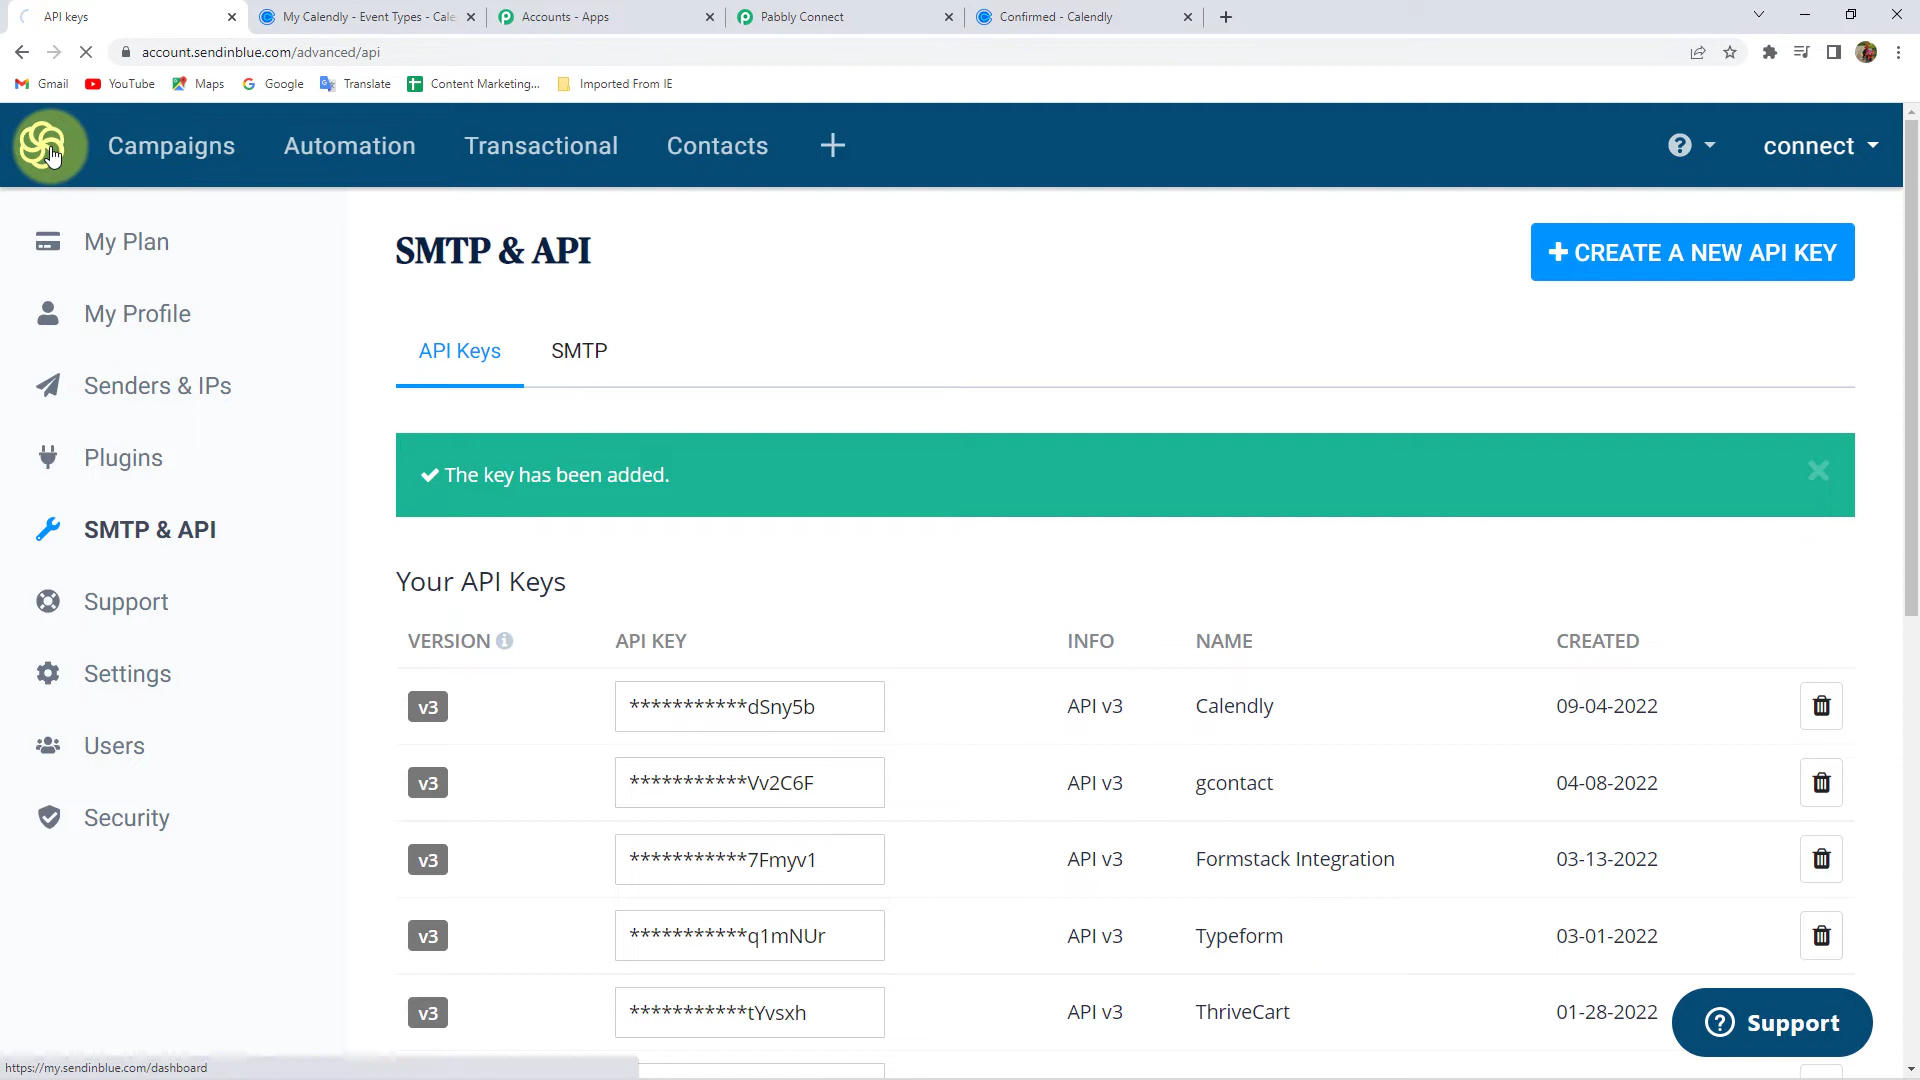 API keys
My Calendly - Event Types - Cale
Accounts - Apps
Pabbly Connect
Confirmed - Calendly
account.sendinblue.com/advanced/api
Gmail
YouTube
Maps
Google
Translate
Content Marketing...
Imported From IE
Campaigns
Automation
Transactional
Contacts
connect
My Plan
My Profile
Senders & IPs
Plugins
SMTP & API
Support
Settings
Users
Security
SMTP & API
CREATE A NEW API KEY
API Keys
SMTP
The key has been added.
Your API Keys
VERSION API KEY INFO NAME CREATED
v3 ***********dSny5b API v3 Calendly 09-04-2022
v3 ***********Vv2C6F API v3 gcontact 04-08-2022
v3 ***********7Fmyv1 API v3 Formstack Integration 03-13-2022
v3 ***********q1mNUr API v3 Typeform 03-01-2022
v3 ***********tYvsxh API v3 ThriveCart 01-28-2022
Support
https://my.sendinblue.com/dashboard